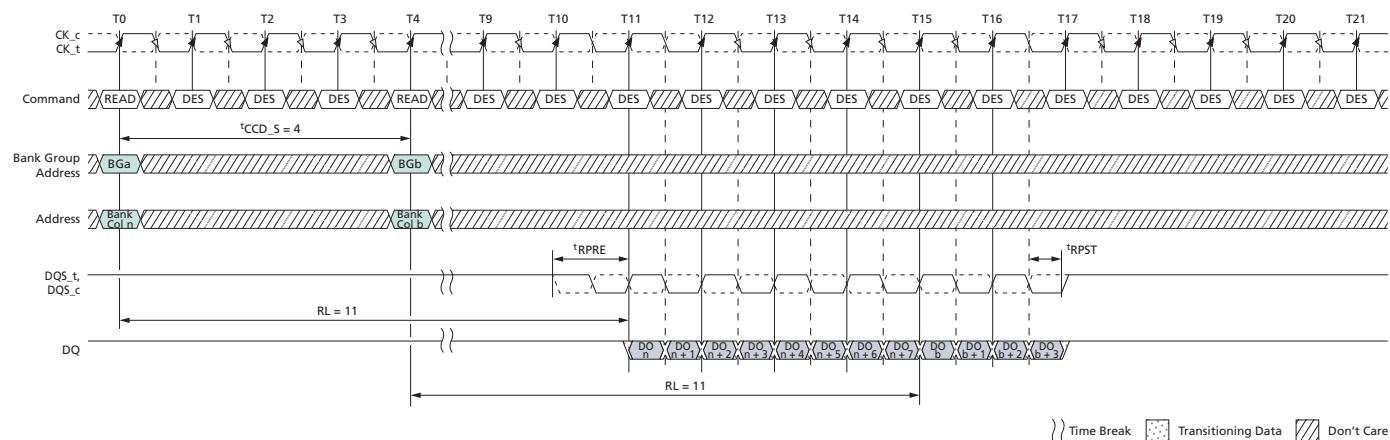 T0 T1 T2 T3 T4 T9 T10 T11 T12 T13 T14 T15 T16 T17 T18 T19 T20 T21
CK_c
CK_t
Command READ DES DES DES READ DES DES DES DES DES DES DES DES DES DES DES DES DES
tCCD_S = 4
Bank Group
Address
BGa BGb
Address
Bank
Col n
Bank
Col b
tRPRE tRPST
DQS_t,
DQS_c
RL = 11
DQ
DO
n
DO
n + 1
DO
n + 2
DO
n + 3
DO
n + 4
DO
n + 5
DO
n + 6
DO
n + 7
DO
b
DO
b + 1
DO
b + 2
DO
b + 3
RL = 11
Time Break Transitioning Data Don't Care